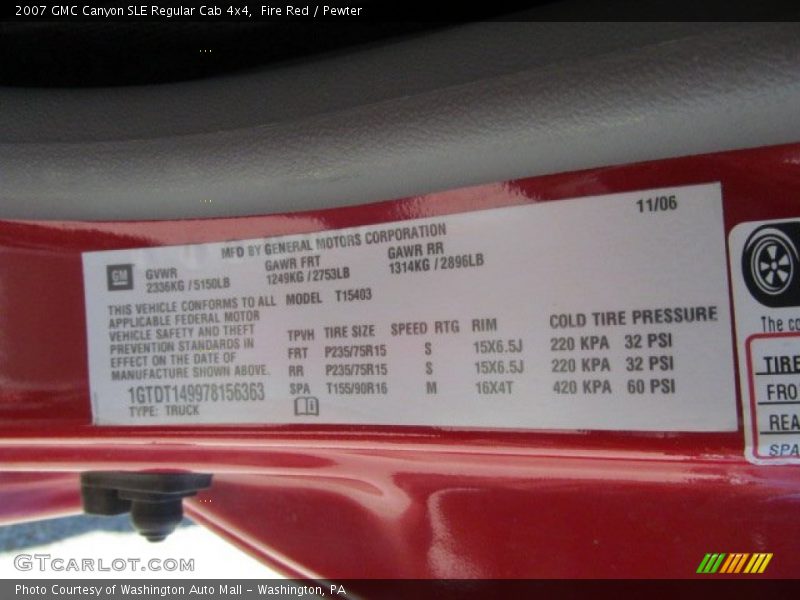 2007 GMC Canyon SLE Regular Cab 4x4, Fire Red / Pewter
11/06
MFD BY GENERAL MOTORS CORPORATION
GM
GVWR GAWR FRT GAWR RR
2336KG / 5150LB 1249KG / 2753LB 1314KG / 2896LB
THIS VEHICLE CONFORMS TO ALL MODEL T15403
APPLICABLE FEDERAL MOTOR
VEHICLE SAFETY AND THEFT
PREVENTION STANDARDS IN
EFFECT ON THE DATE OF
MANUFACTURE SHOWN ABOVE.
1GTDT149978156363
TYPE: TRUCK
TPVH TIRE SIZE SPEED RTG RIM COLD TIRE PRESSURE
FRT P235/75R15 S 15X6.5J 220 KPA 32 PSI
RR P235/75R15 S 15X6.5J 220 KPA 32 PSI
SPA T155/90R16 M 16X4T 420 KPA 60 PSI
The
TIRE
GTcarlot.com
Photo Courtesy of Washington Auto Mall - Washington, PA